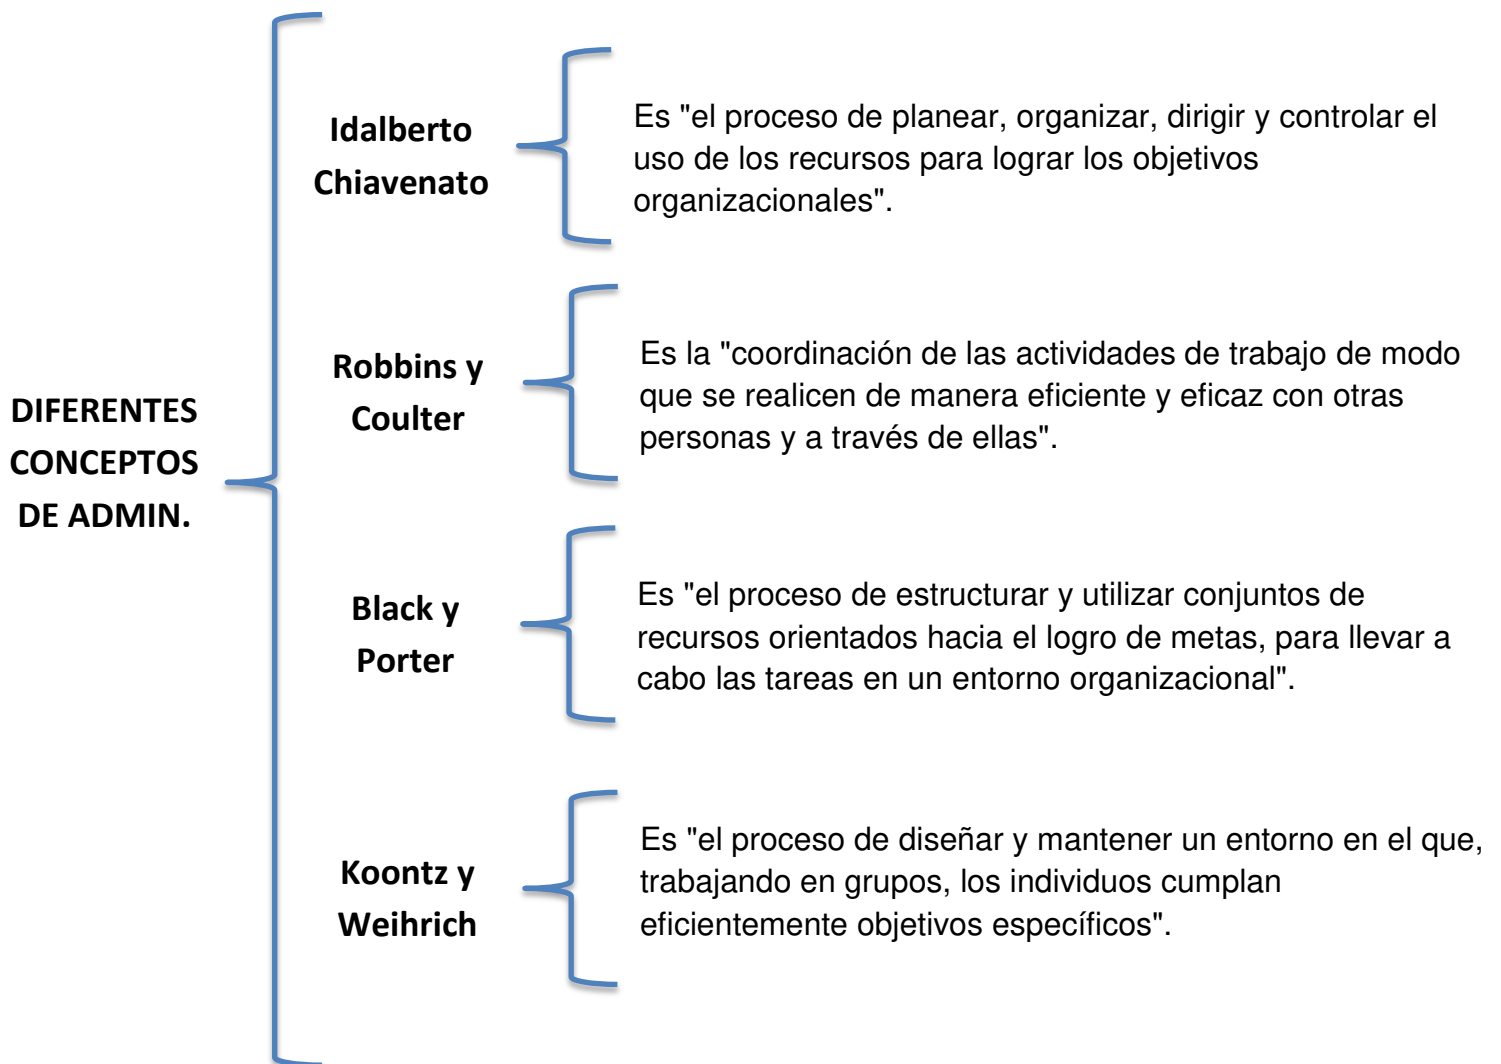 DIFERENTES
CONCEPTOS
DE ADMIN.
Idalberto
Chiavenato
Es "el proceso de planear, organizar, dirigir y controlar el
uso de los recursos para lograr los objetivos
organizacionales".
Robbins y
Coulter
Es la "coordinación de las actividades de trabajo de modo
que se realicen de manera eficiente y eficaz con otras
personas y a través de ellas".
Black y
Porter
Es "el proceso de estructurar y utilizar conjuntos de
recursos orientados hacia el logro de metas, para llevar a
cabo las tareas en un entorno organizacional".
Koontz y
Weihrich
Es "el proceso de diseñar y mantener un entorno en el que,
trabajando en grupos, los individuos cumplan
eficientemente objetivos específicos".